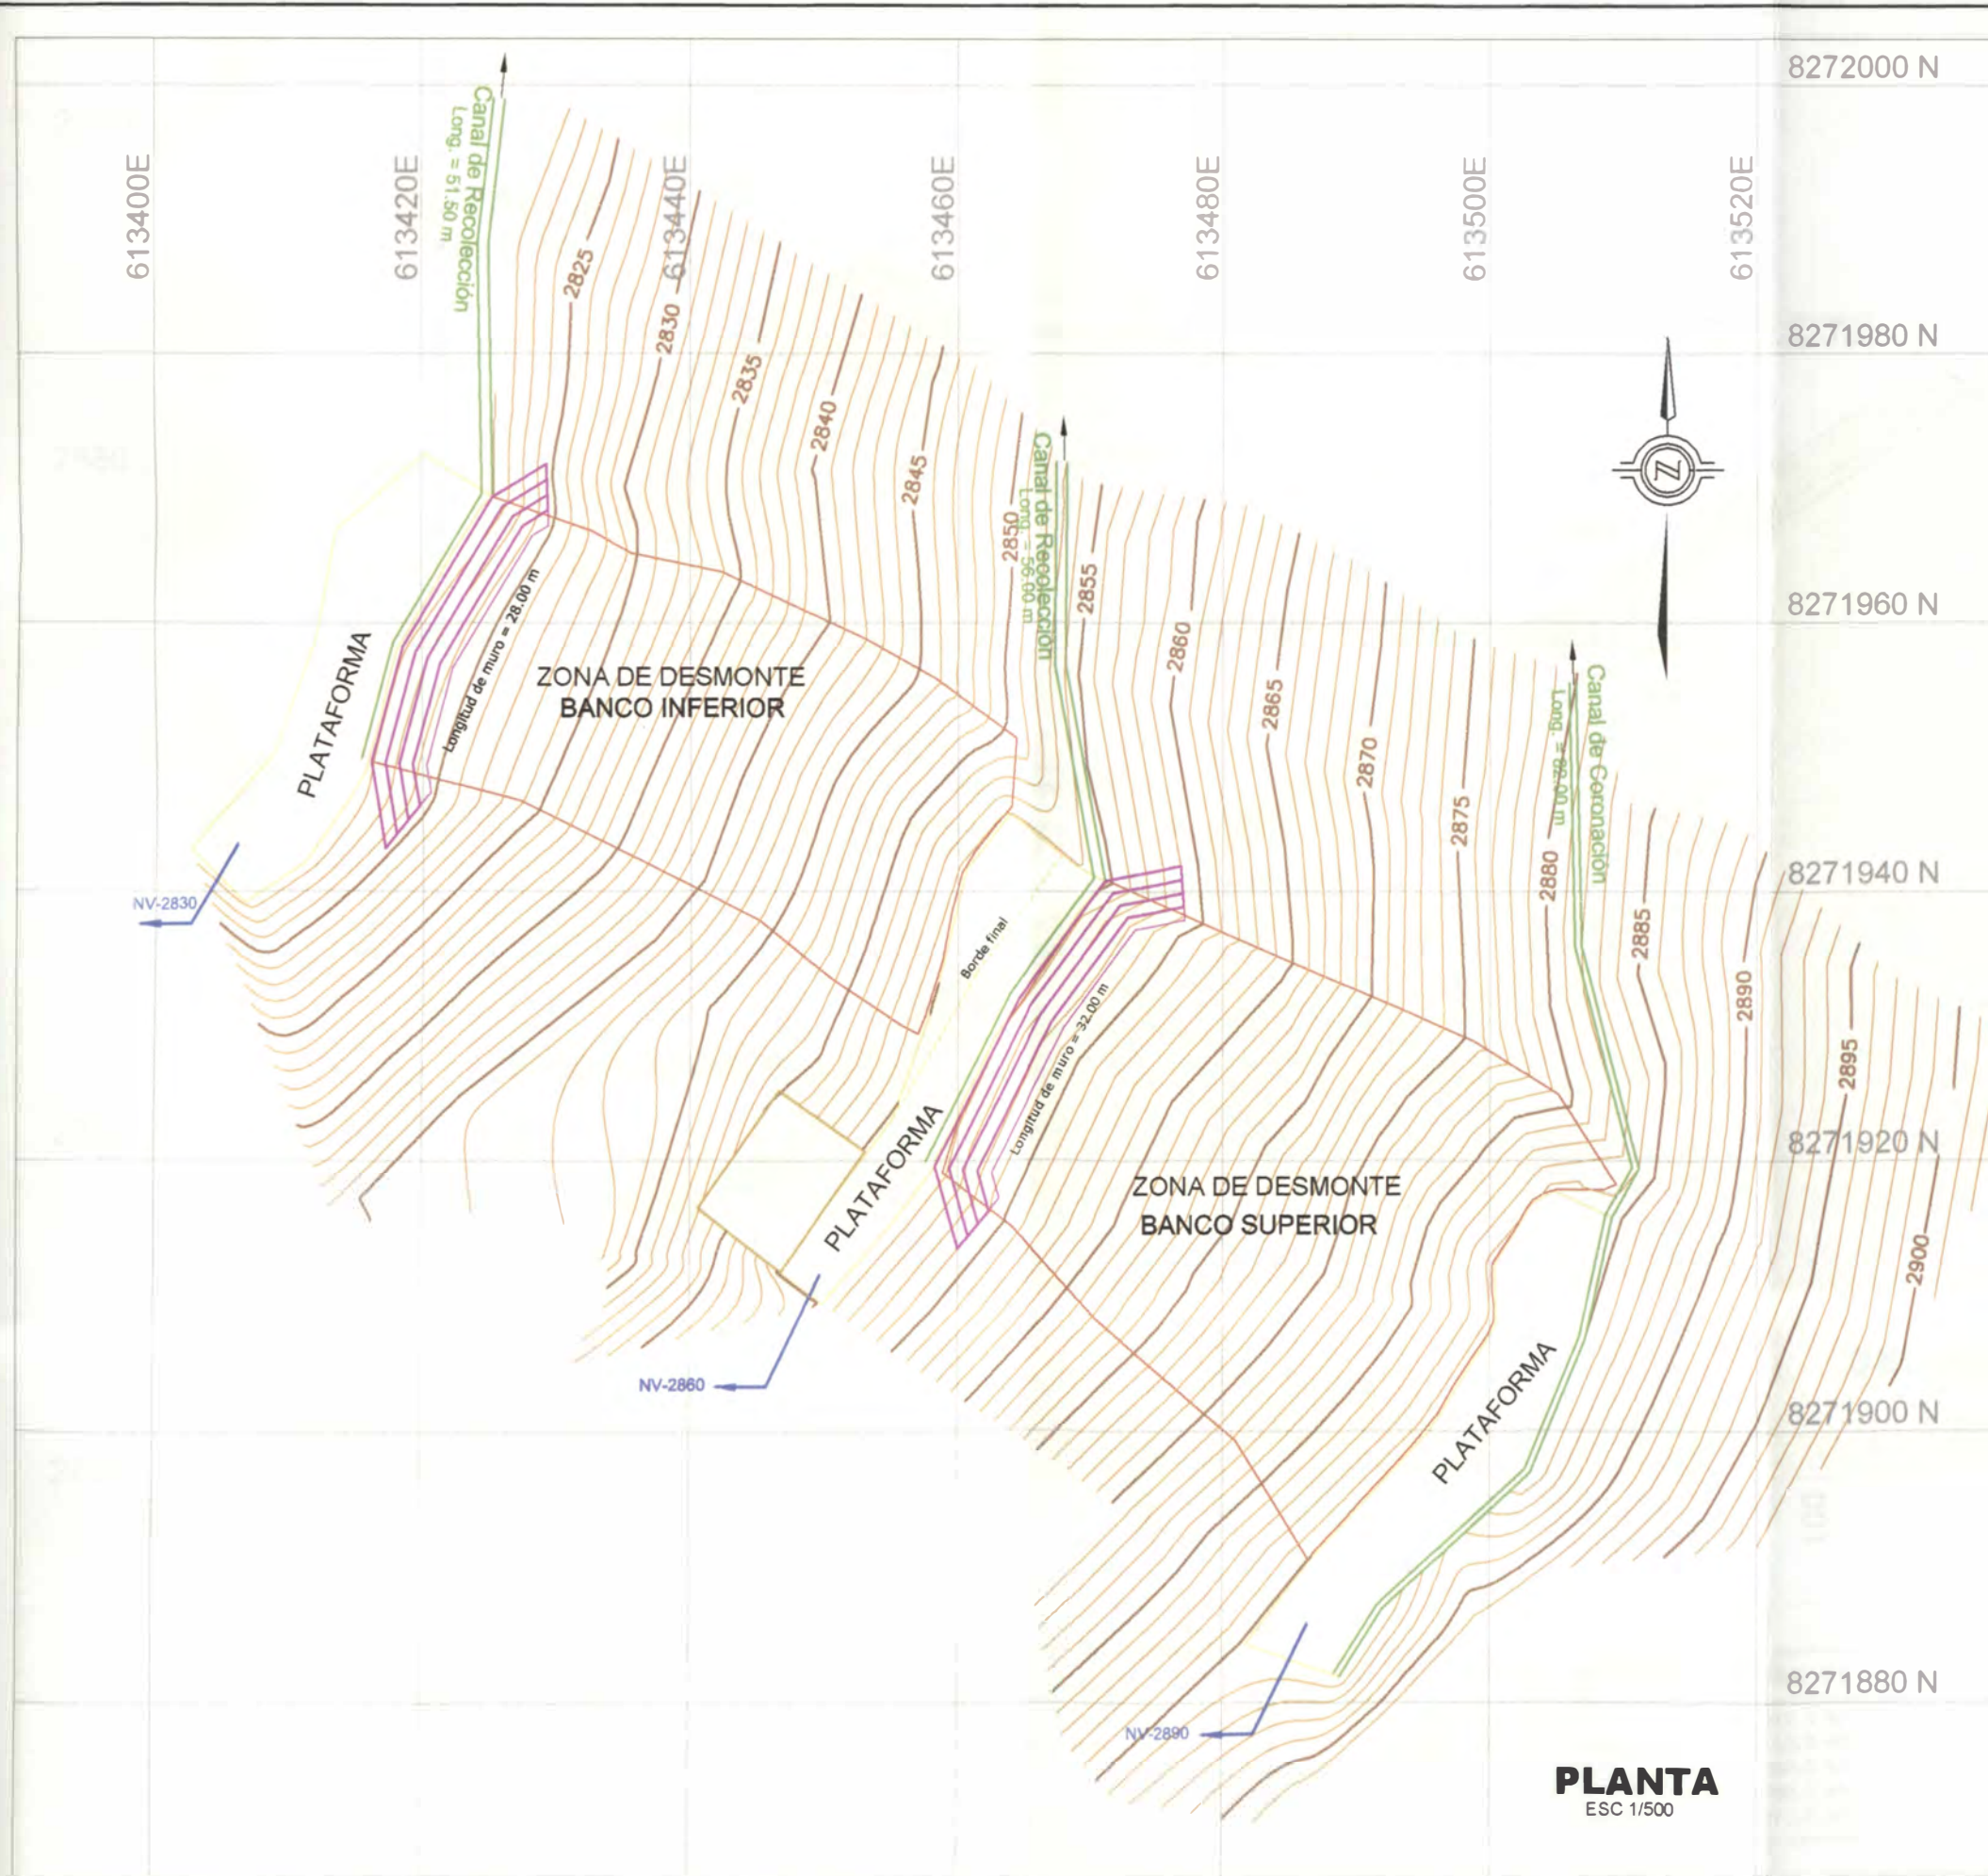 8272000 N
613400E
613420E
613440E
613460E
613480E
613500E
613520E
Canal de Recolección
Long. = 51.50 m
2825
2830
2835
2840
2845
2850
Canal de Recolección
Long. = 56.00 m
2855
2860
2865
2870
2875
2880
2885
2890
2895
2900
8271980 N
N
8271960 N
Canal de Coronación
Long. = 82.00 m
PLATAFORMA
Longitud de muro = 28.00 m
ZONA DE DESMONTE
BANCO INFERIOR
8271940 N
NV-2830
Borde final
Longitud de muro = 32.00 m
8271920 N
PLATAFORMA
ZONA DE DESMONTE
BANCO SUPERIOR
NV-2860
PLATAFORMA
8271900 N
8271880 N
NV-2890
PLANTA
ESC 1/500